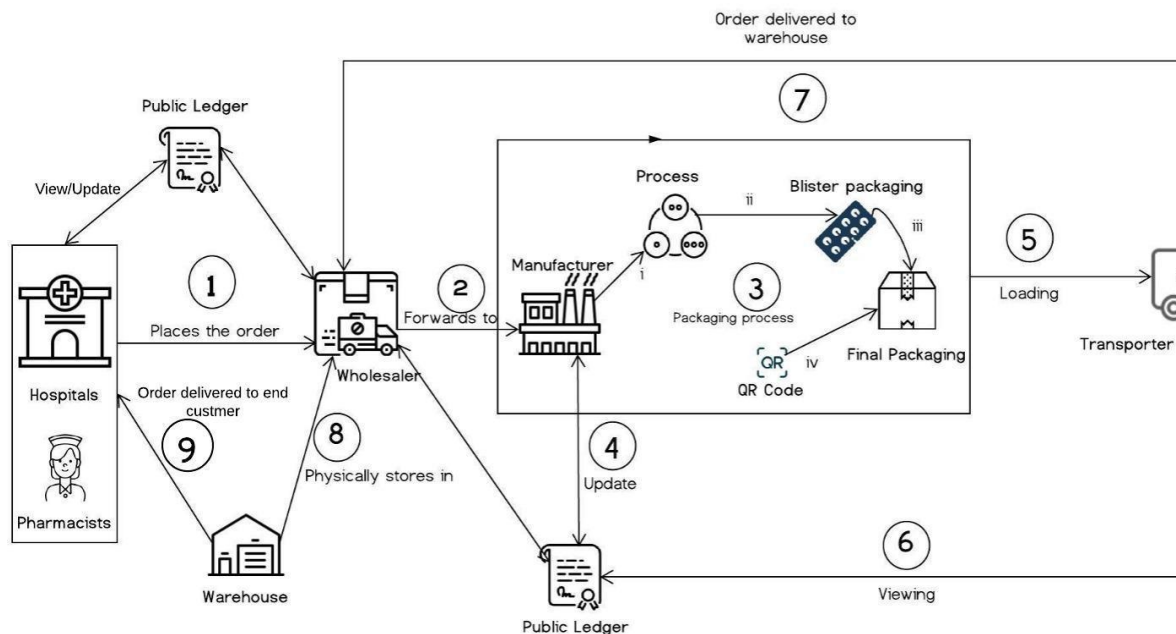 Order delivered to
warehouse
7
Public Ledger
View/Update
Process
ii
Blister packaging
iii
i
5
Manufacturer
1
2
3
Loading
Forwards to
Packaging process
Places the order
iv
QR
QR Code
Final Packaging
Transporter
Wholesaler
Hospitals
Order delivered to end
custmer
9
8
4
Physically stores in
Update
Pharmacists
6
Warehouse
Viewing
Public Ledger